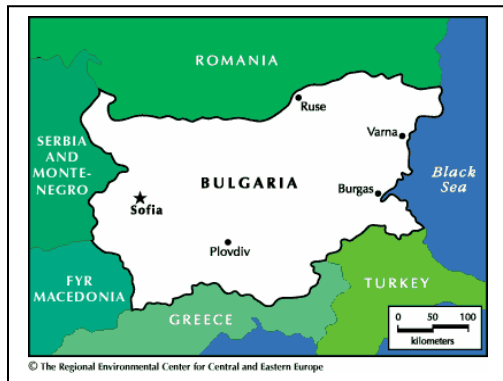 ROMANIA
Ruse
SERBIA
AND
MONTE-
NEGRO
Varna
BULGARIA
Black
Sea
Burgas
Sofia
Plovdiv
FYR
MACEDONIA
TURKEY
GREECE
0 50 100
kilometers
© The Regional Environmental Center for Central and Eastern Europe